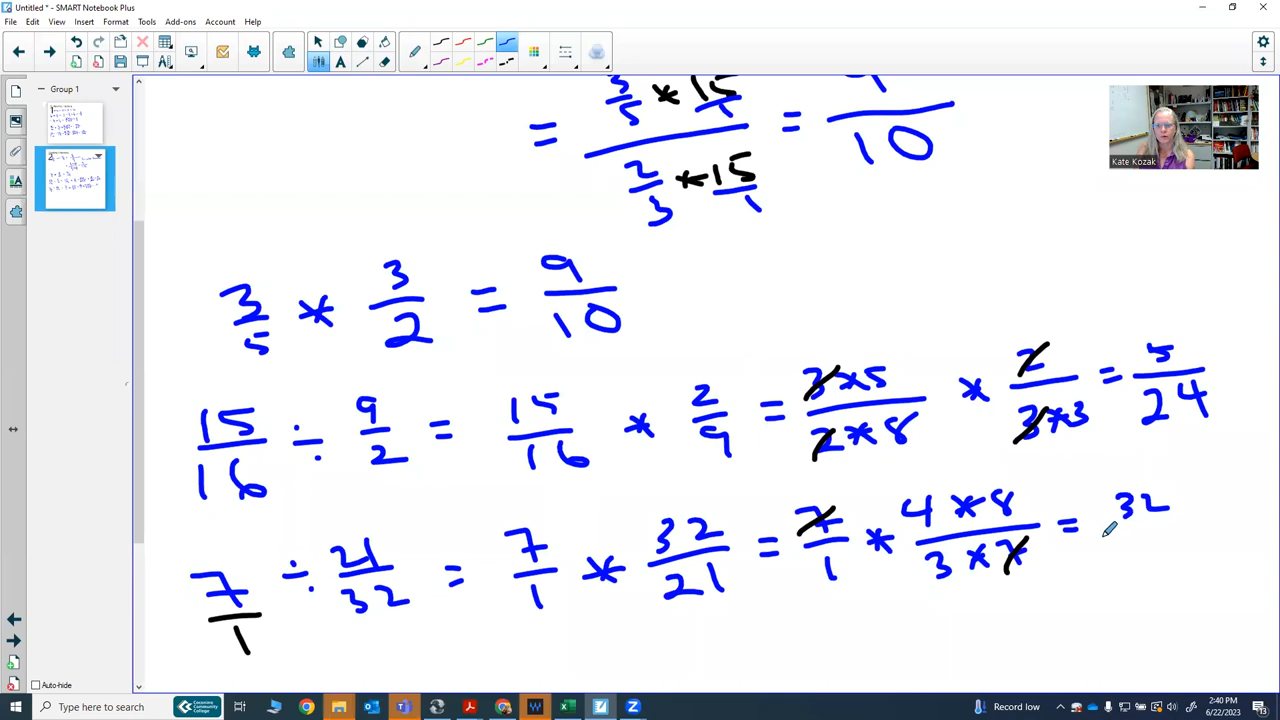 Untitled * - SMART Notebook Plus
File Edit View Insert Format Tools Add-ons Account Help
Group 1
= 3/5 * 15/1 / 2/3 * 15/1 = 9/10
Kate Kozak
3/5 * 3/2 = 9/10
15/16 ÷ 9/2 = 15/16 * 2/9 = 3*5/2*8 * 2/3*3 = 5/24
7/1 ÷ 21/32 = 7/1 * 32/21 = 7/1 * 4*8/3*7 = 32
Auto-hide
Type here to search
Record low
2:40 PM
6/22/2023